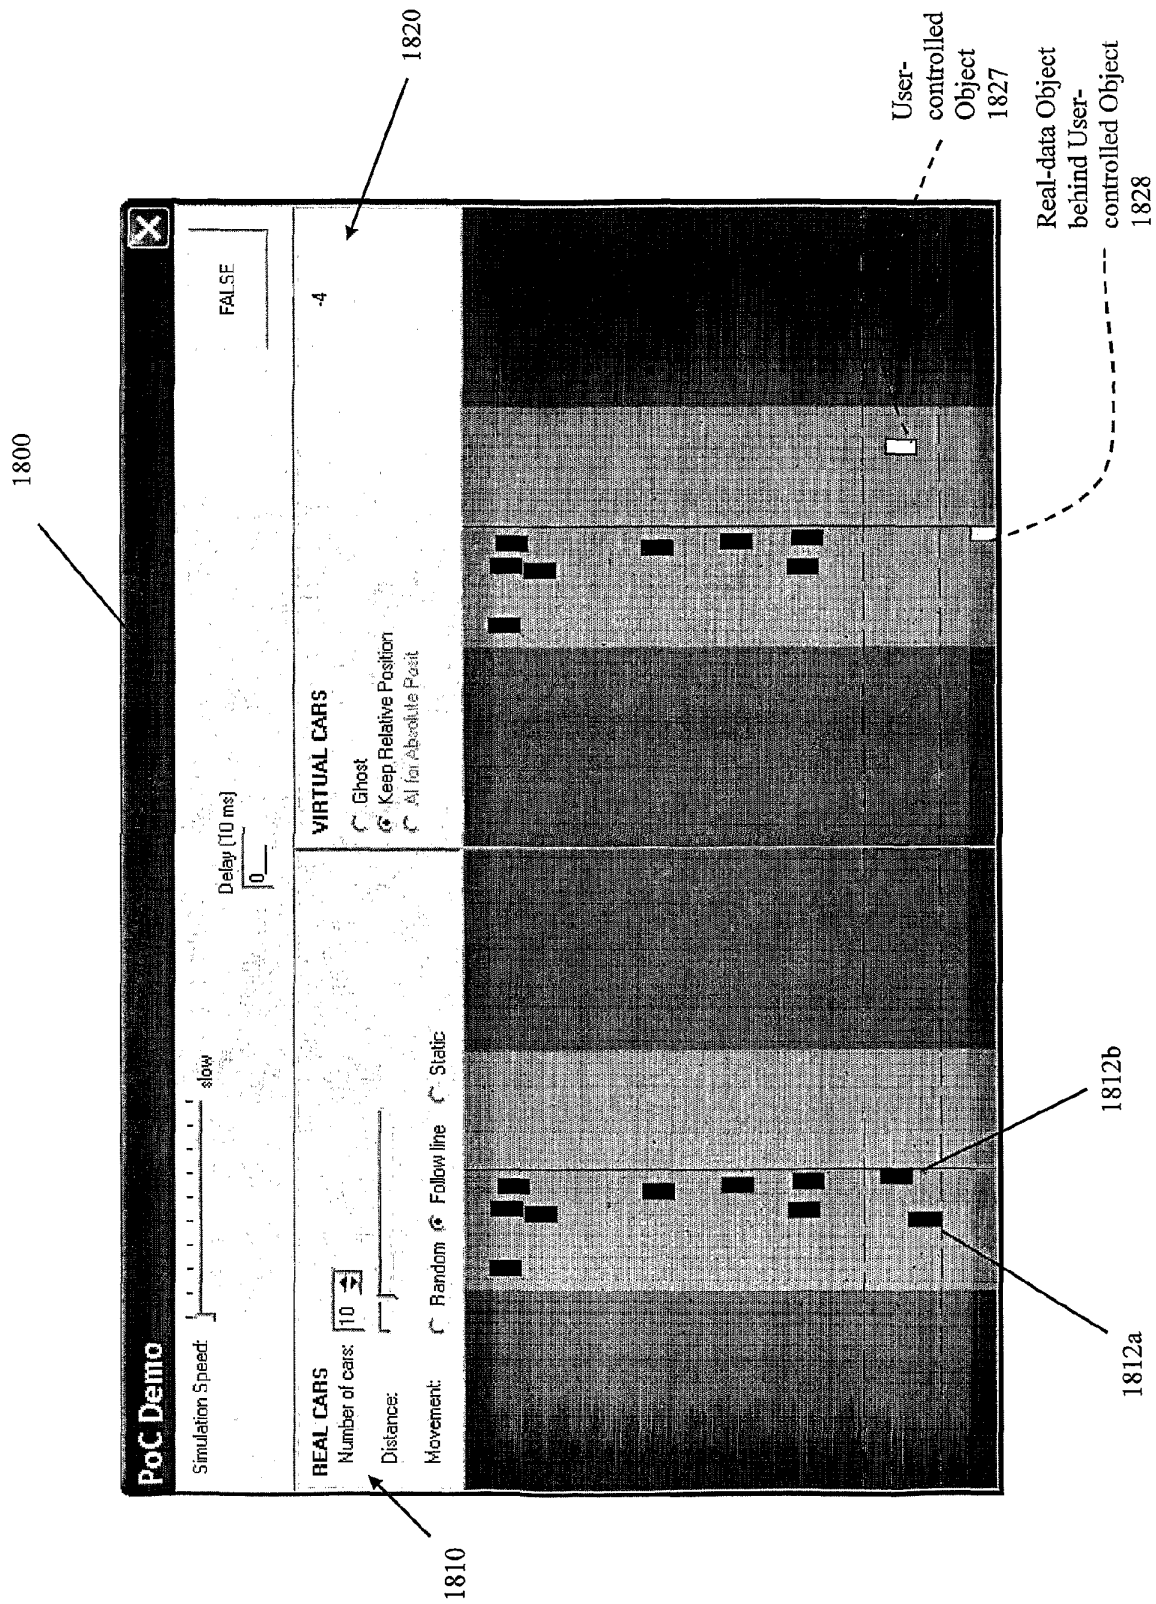 1800
PoC Demo
Simulation Speed:
slow
Delay (10 ms)
0
FALSE
REAL CARS
Number of cars:
10
Distance:
Movement:
Random
Follow line
Static
VIRTUAL CARS
Ghost
Keep Relative Position
AI for Absolute Posit
-4
1810
1820
1812a
1812b
User-
controlled
Object
1827
Real-data Object
behind User-
controlled Object
1828